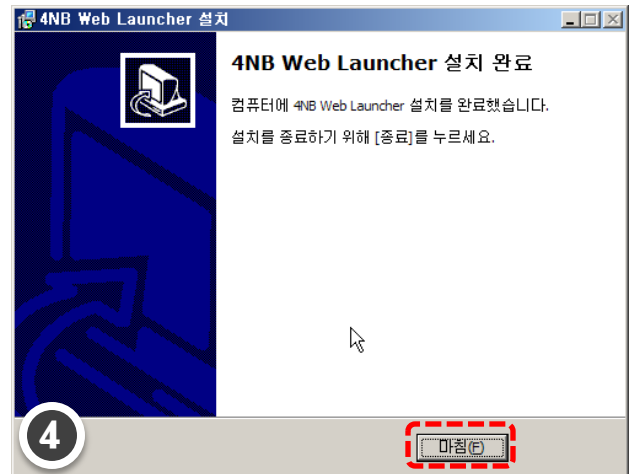 4NB Web Launcher 설치
4NB Web Launcher 설치 완료
컴퓨터에 4NB Web Launcher 설치를 완료했습니다.
설치를 종료하기 위해 [종료]를 누르세요.
4
마침(F)